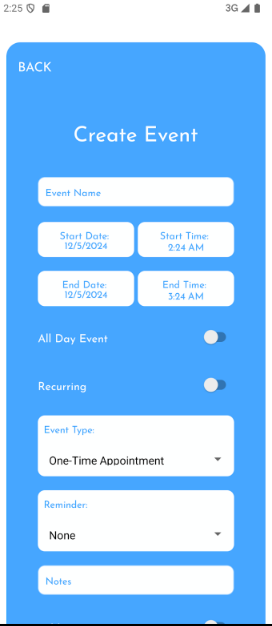 2:25
3G
BACK
Create Event
Event Name
Start Date:
12/5/2024
Start Time:
2:24 AM
End Date:
12/5/2024
End Time:
3:24 AM
All Day Event
Recurring
Event Type:
One-Time Appointment
Reminder:
None
Notes